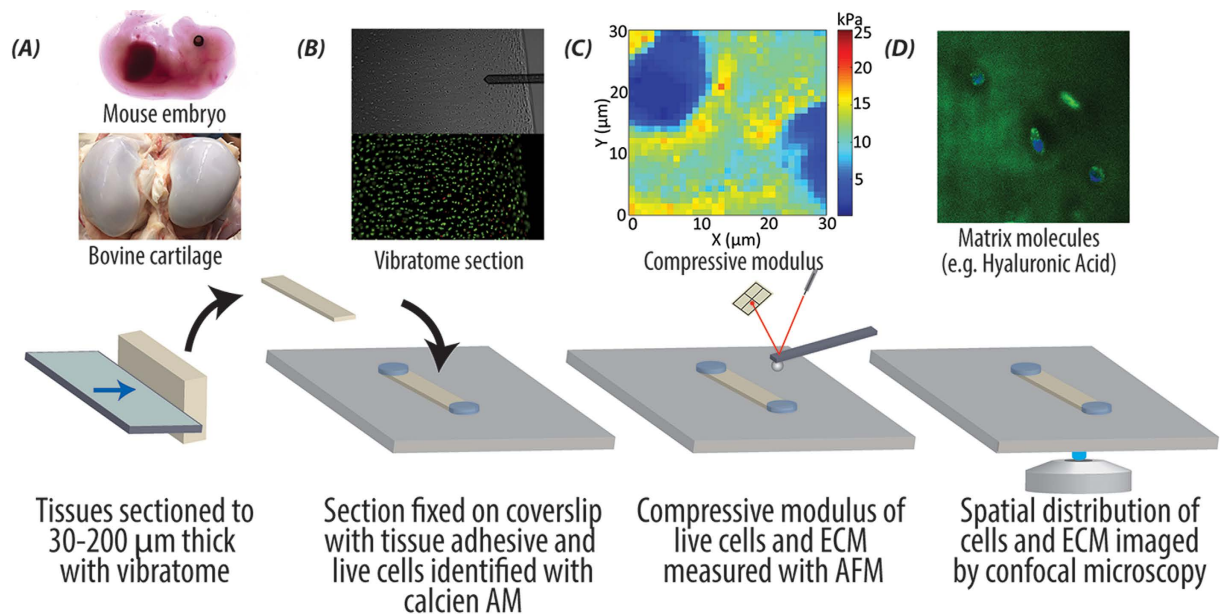 (A)
Mouse embryo
Bovine cartilage
(B)
Vibratome section
(C)
kPa
30
20
10
0
Y (μm)
0
10
20
30
X (μm)
25
20
15
10
5
Compressive modulus
(D)
Matrix molecules
(e.g. Hyaluronic Acid)
Tissues sectioned to
30-200 μm thick
with vibratome
Section fixed on coverslip
with tissue adhesive and
live cells identified with
calcien AM
Compressive modulus of
live cells and ECM
measured with AFM
Spatial distribution of
cells and ECM imaged
by confocal microscopy